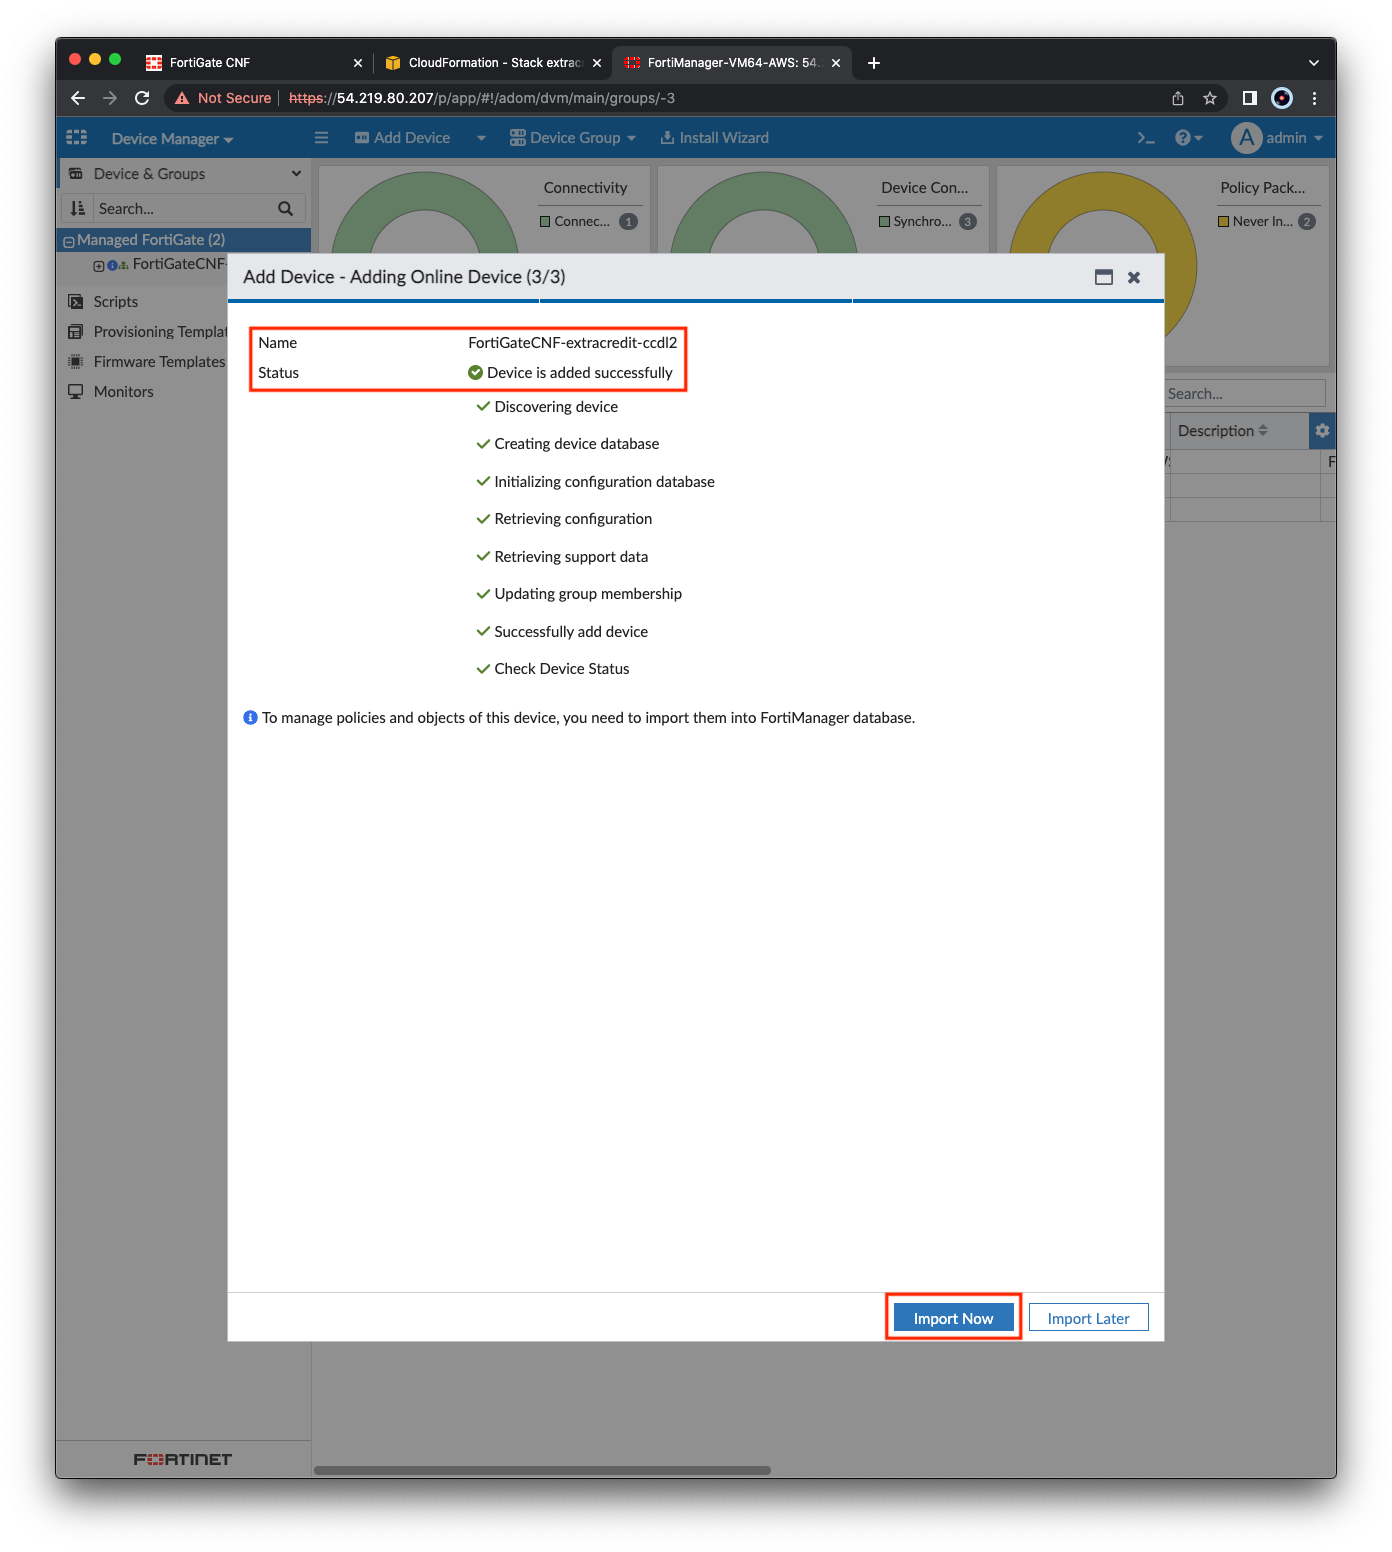 FortiGate CNF
CloudFormation - Stack extrac
FortiManager-VM64-AWS: 54.
Not Secure
https://54.219.80.207/p/app/#!/adom/dvm/main/groups/-3
Device Manager
Add Device
Device Group
Install Wizard
A admin
Device & Groups
Search...
Managed FortiGate (2)
FortiGateCNF-
Scripts
Provisioning Templat
Firmware Templates
Monitors
Connectivity
Connec... 1
Device Con...
Synchro... 3
Policy Pack...
Never In... 2
Search...
Description
F
Add Device - Adding Online Device (3/3)
Name FortiGateCNF-extracredit-ccdl2
Status Device is added successfully
Discovering device
Creating device database
Initializing configuration database
Retrieving configuration
Retrieving support data
Updating group membership
Successfully add device
Check Device Status
To manage policies and objects of this device, you need to import them into FortiManager database.
Import Now
Import Later
FORTINET